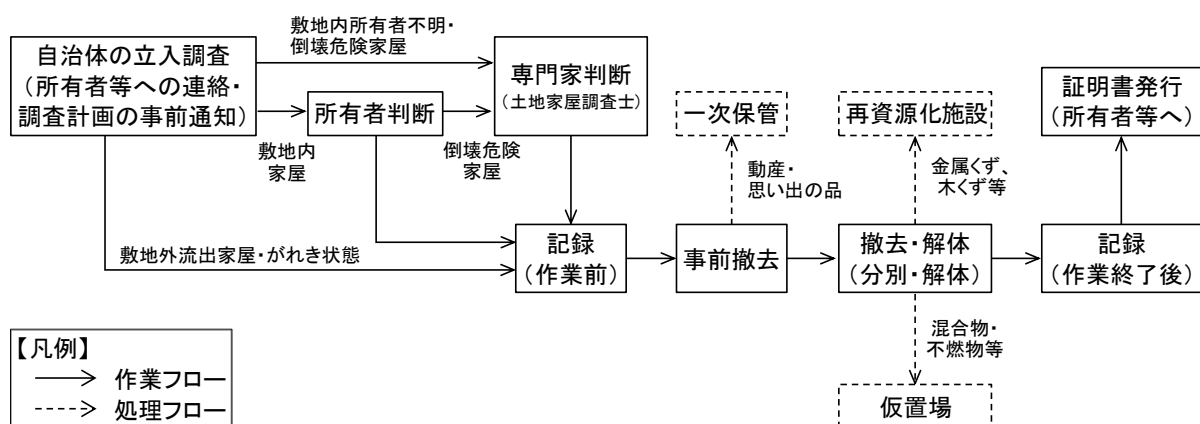 敷地内所有者不明・
倒壊危険家屋
自治体の立入調査
(所有者等への連絡・
調査計画の事前通知)
所有者判断
専門家判断
(土地家屋調査士)
敷地内
家屋
倒壊危険
家屋
敷地外流出家屋・がれき状態
記録
(作業前)
事前撤去
一次保管
動産・
思い出の品
撤去・解体
(分別・解体)
再資源化施設
金属くず、
木くず等
混合物・
不燃物等
仮置場
記録
(作業終了後)
証明書発行
(所有者等へ)
【凡例】
作業フロー
処理フロー